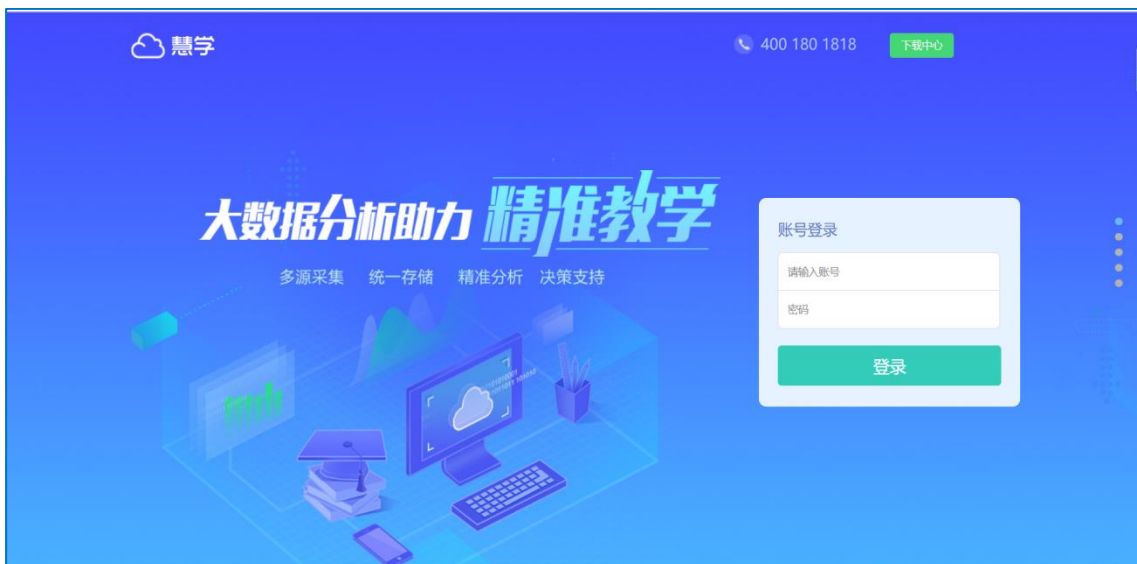 慧学
400 180 1818
下载中心
大数据分析助力 精准教学
多源采集 统一存储 精准分析 决策支持
账号登录
请输入账号
密码
登录